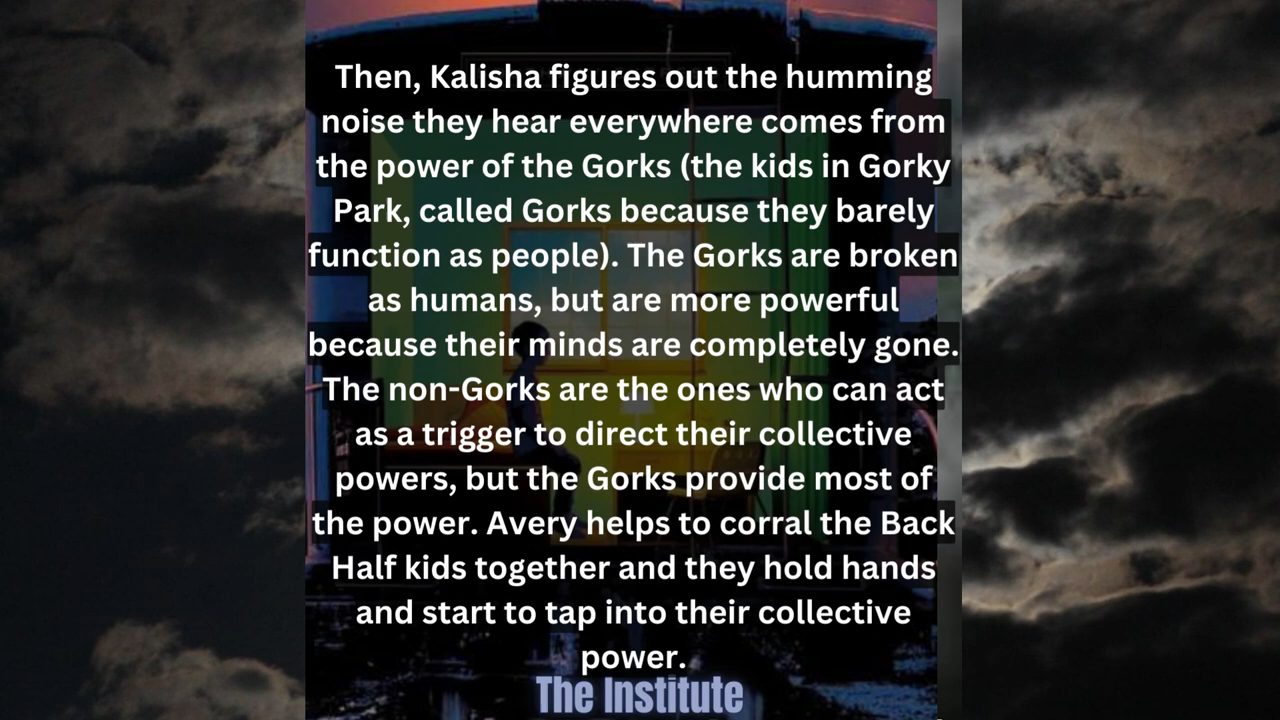 Then, Kalisha figures out the humming
noise they hear everywhere comes from
the power of the Gorks (the kids in Gorky
Park, called Gorks because they barely
function as people). The Gorks are broken
as humans, but are more powerful
because their minds are completely gone.
The non-Gorks are the ones who can act
as a trigger to direct their collective
powers, but the Gorks provide most of
the power. Avery helps to corral the Back
Half kids together and they hold hands
and start to tap into their collective
power.
The Institute